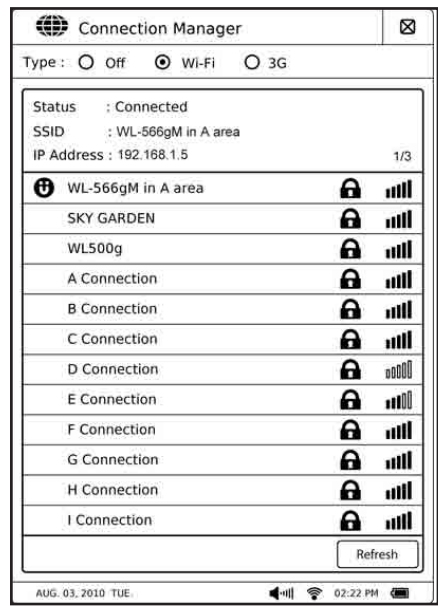 Connection Manager
Type : Off Wi-Fi 3G
Status : Connected
SSID : WL-566gM in A area
IP Address : 192.168.1.5 1/3
WL-566gM in A area
SKY GARDEN
WL500g
A Connection
B Connection
C Connection
D Connection
E Connection
F Connection
G Connection
H Connection
I Connection
Refresh
AUG. 03, 2010 TUE. 02:22 PM